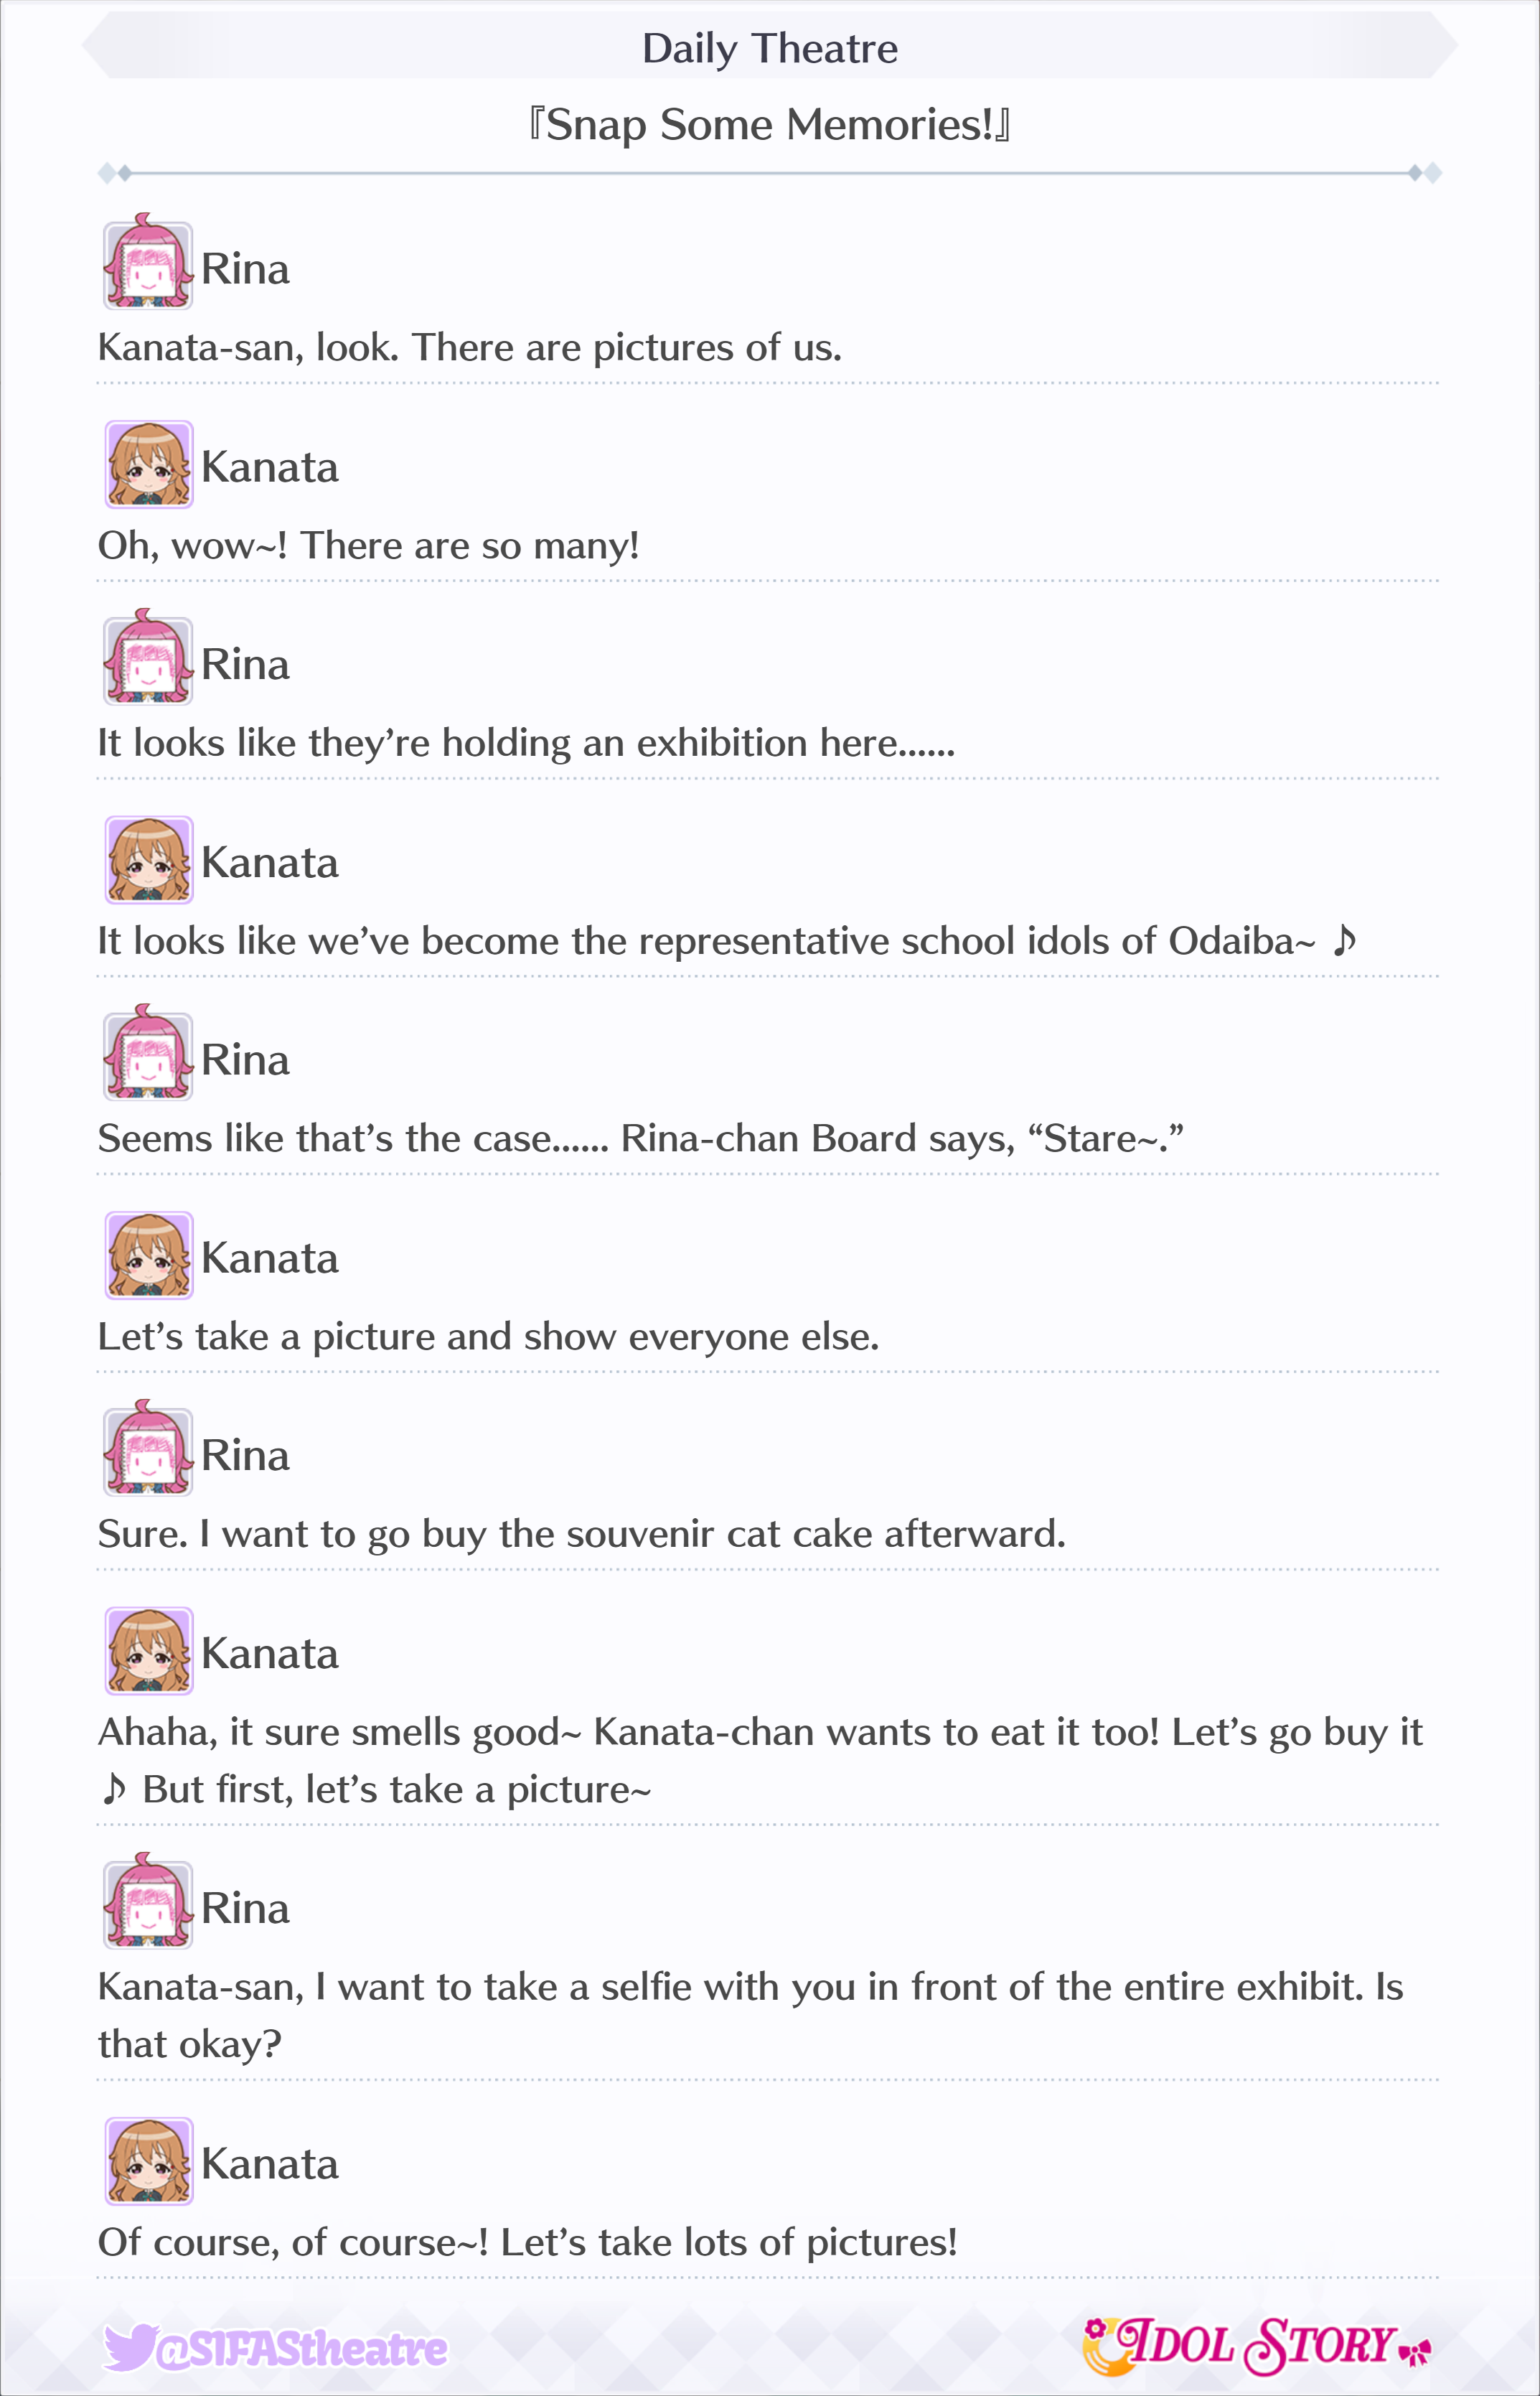 Daily Theatre
『Snap Some Memories!』
Rina
Kanata-san, look. There are pictures of us.
Kanata
Oh, wow~! There are so many!
Rina
It looks like they’re holding an exhibition here......
Kanata
It looks like we’ve become the representative school idols of Odaiba~ ♪
Rina
Seems like that’s the case...... Rina-chan Board says, “Stare~.”
Kanata
Let’s take a picture and show everyone else.
Rina
Sure. I want to go buy the souvenir cat cake afterward.
Kanata
Ahaha, it sure smells good~ Kanata-chan wants to eat it too! Let’s go buy it
♪ But first, let’s take a picture~
Rina
Kanata-san, I want to take a selfie with you in front of the entire exhibit. Is
that okay?
Kanata
Of course, of course~! Let’s take lots of pictures!
@SIFAStheatre
IDOL STORY